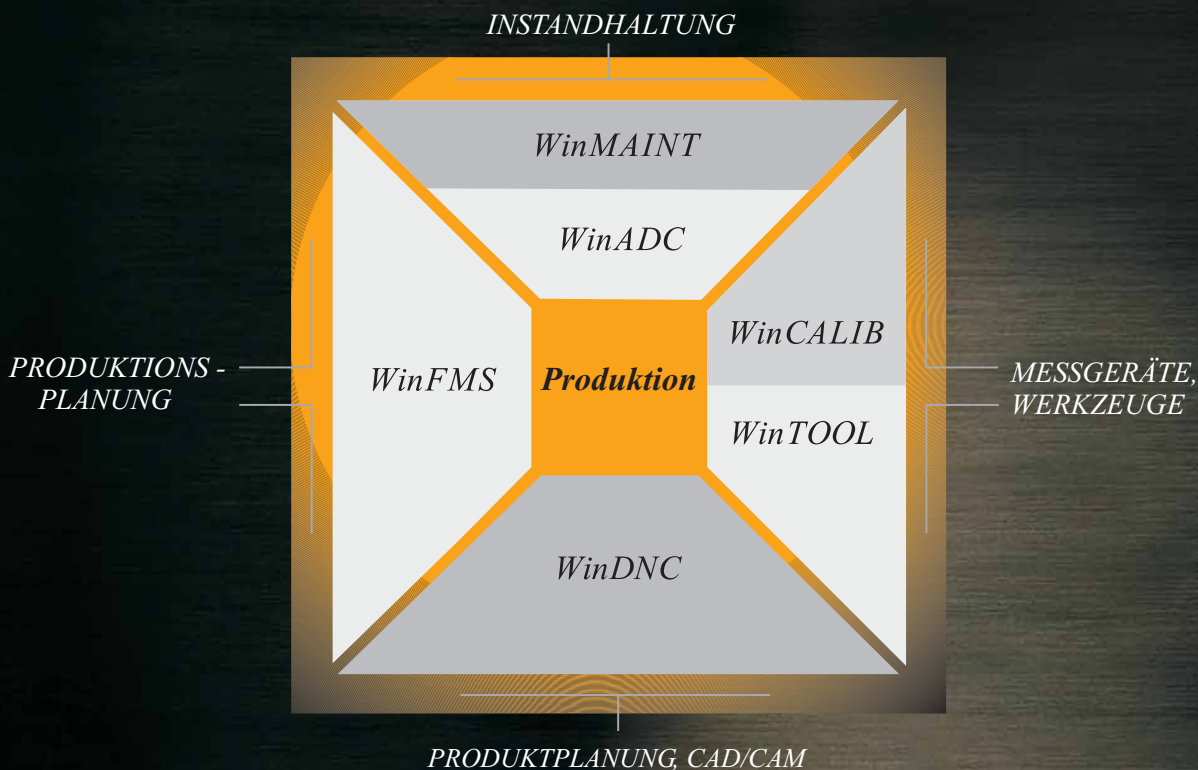 INSTANDHALTUNG
WinMAINT
WinADC
WinCALIB
PRODUKTIONS -
PLANUNG
WinFMS
Produktion
MESSGERÄTE,
WERKZEUGE
WinTOOL
WinDNC
PRODUKTPLANUNG, CAD/CAM